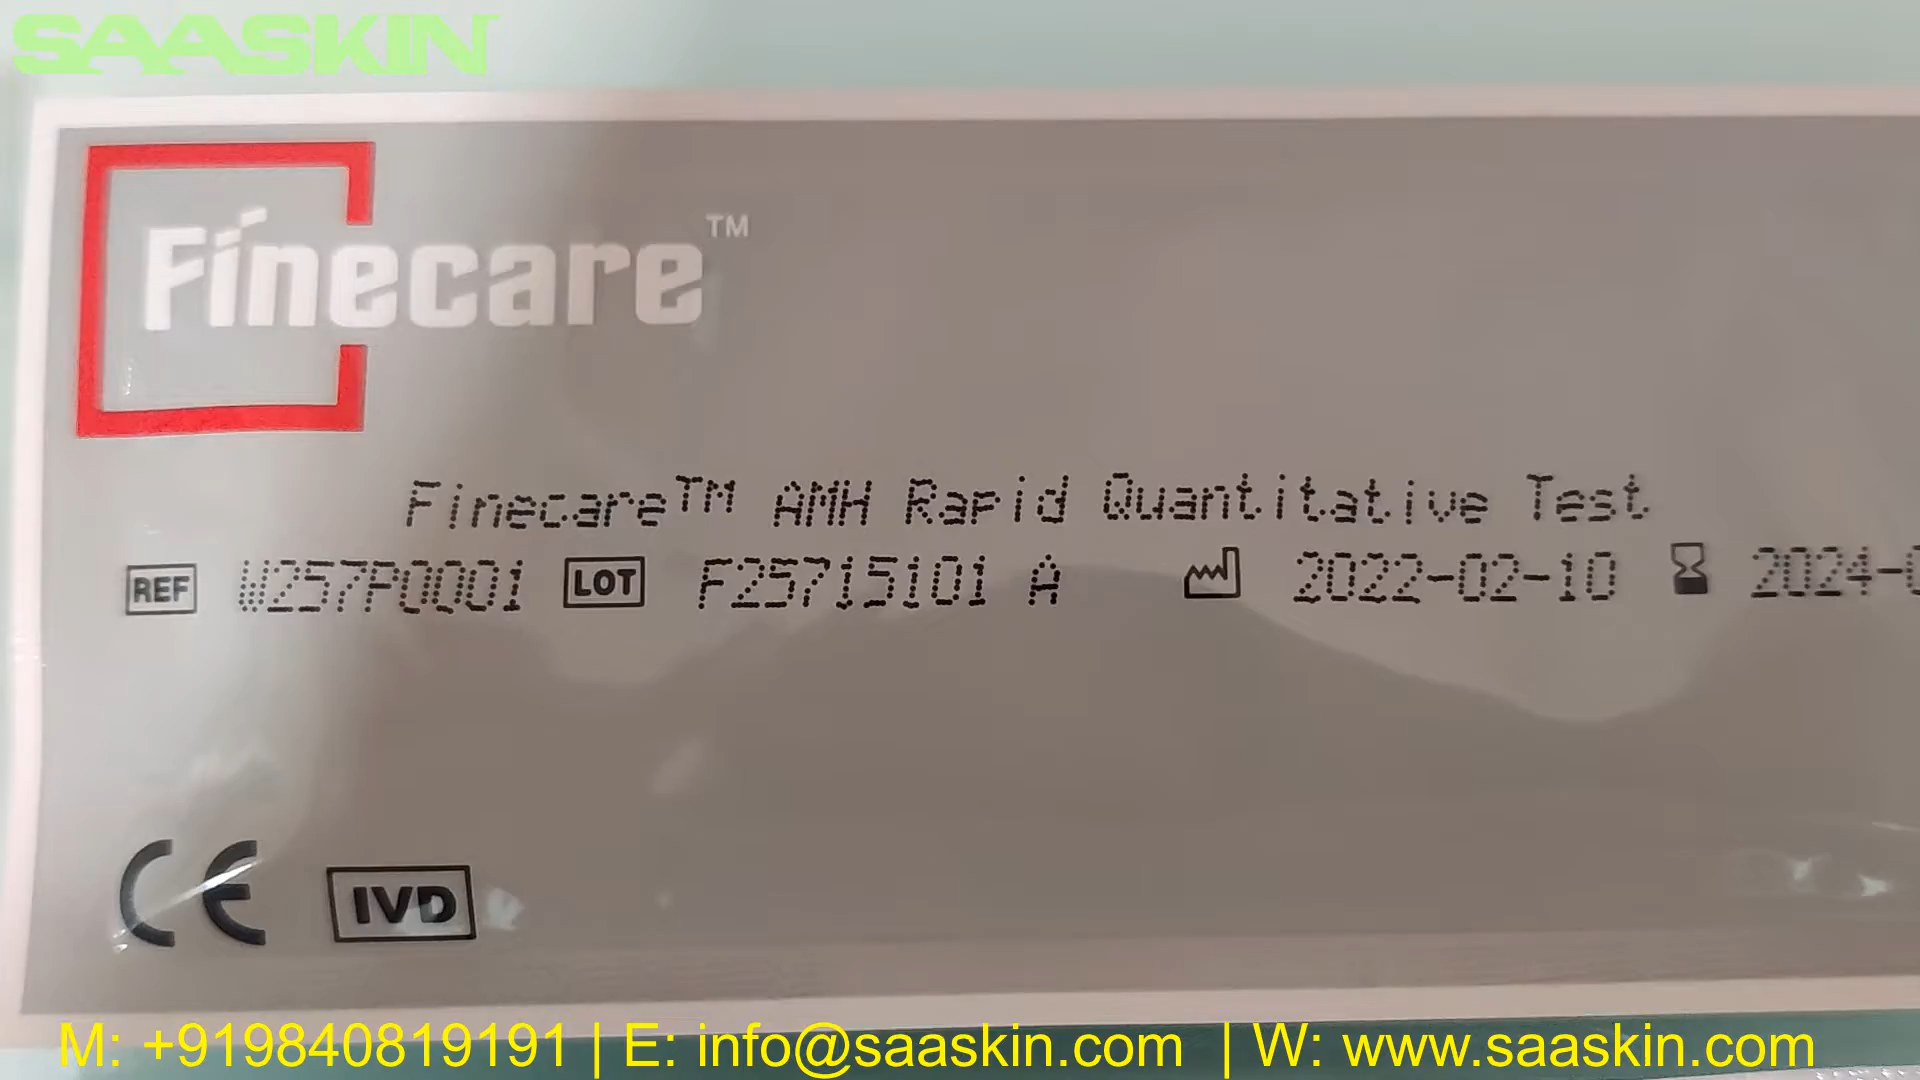 SAASKIN
Finecare™
Finecare™ AMH Rapid Quantitative Test
REF W257P0001 LOT F25715101 A 2022-02-10 2024-0
CE IVD
M: +919840819191 | E: info@saaskin.com | W: www.saaskin.com